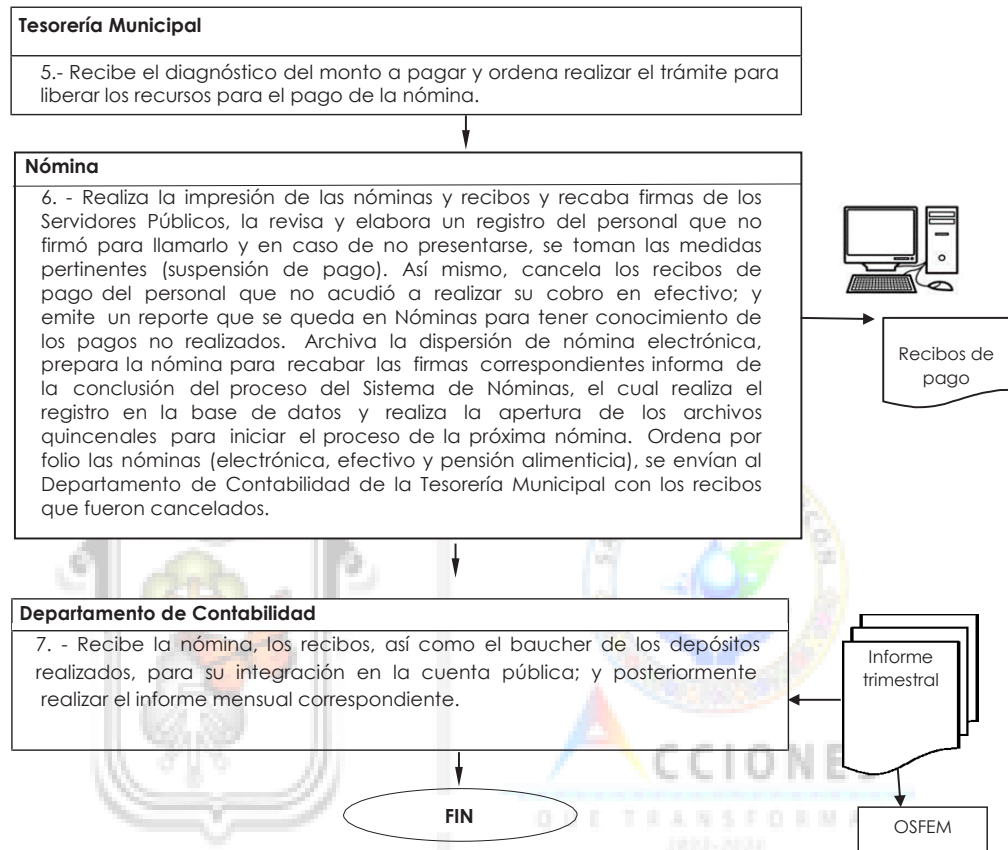 Tesorería Municipal
5.- Recibe el diagnóstico del monto a pagar y ordena realizar el trámite para
liberar los recursos para el pago de la nómina.
Nómina
6. - Realiza la impresión de las nóminas y recibos y recaba firmas de los
Servidores Públicos, la revisa y elabora un registro del personal que no
firmó para llamarlo y en caso de no presentarse, se toman las medidas
pertinentes (suspensión de pago). Así mismo, cancela los recibos de
pago del personal que no acudió a realizar su cobro en efectivo; y
emite un reporte que se queda en Nóminas para tener conocimiento de
los pagos no realizados. Archiva la dispersión de nómina electrónica,
prepara la nómina para recabar las firmas correspondientes informa de
la conclusión del proceso del Sistema de Nóminas, el cual realiza el
registro en la base de datos y realiza la apertura de los archivos
quincenales para iniciar el proceso de la próxima nómina. Ordena por
folio las nóminas (electrónica, efectivo y pensión alimenticia), se envían al
Departamento de Contabilidad de la Tesorería Municipal con los recibos
que fueron cancelados.
Recibos de
pago
Departamento de Contabilidad
7. - Recibe la nómina, los recibos, así como el baucher de los depósitos
realizados, para su integración en la cuenta pública; y posteriormente
realizar el informe mensual correspondiente.
Informe
trimestral
CCIONE
FIN
QUE TRANSFORMA
OSFEM